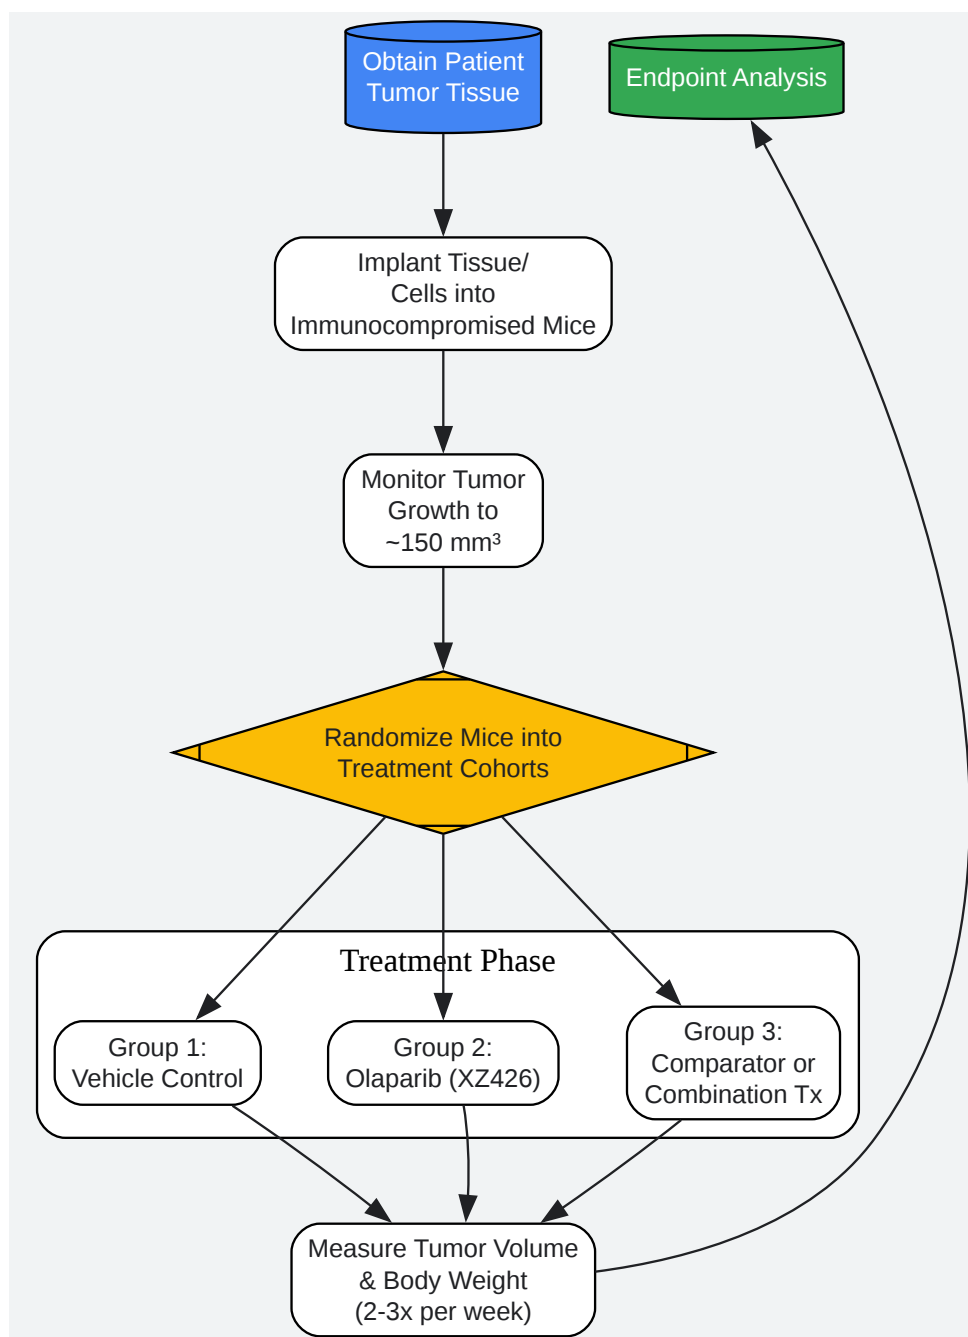 Obtain Patient
Tumor Tissue
Endpoint Analysis
Implant Tissue/
Cells into
Immunocompromised Mice
Monitor Tumor
Growth to
~150 mm³
Randomize Mice into
Treatment Cohorts
Treatment Phase
Group 1:
Vehicle Control
Group 2:
Olaparib (XZ426)
Group 3:
Comparator or
Combination Tx
Measure Tumor Volume
& Body Weight
(2-3x per week)